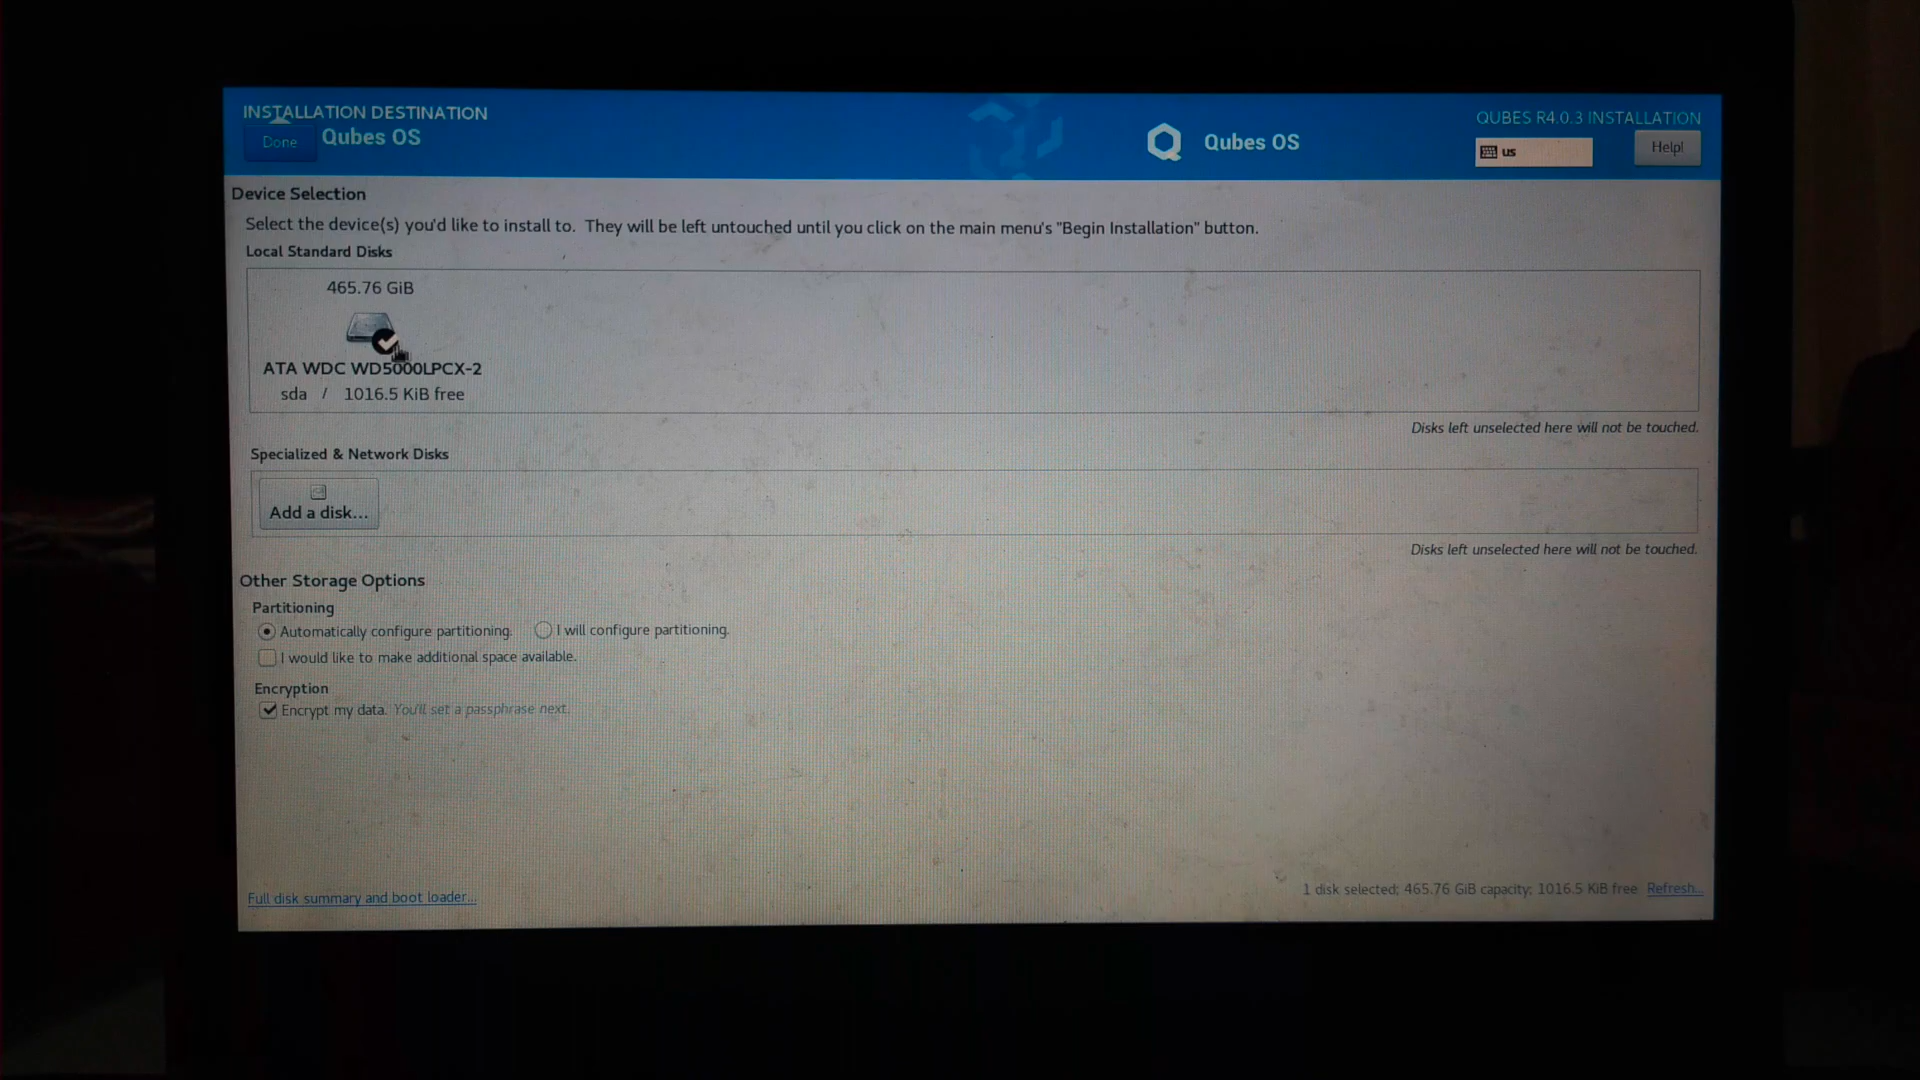 INSTALLATION DESTINATION
Done
Qubes OS
Qubes OS
QUBES R4.0.3 INSTALLATION
us
Help!
Device Selection
Select the device(s) you'd like to install to. They will be left untouched until you click on the main menu's "Begin Installation" button.
Local Standard Disks
465.76 GiB
ATA WDC WD5000LPCX-2
sda / 1016.5 KiB free
Disks left unselected here will not be touched.
Specialized & Network Disks
Add a disk...
Disks left unselected here will not be touched.
Other Storage Options
Partitioning
Automatically configure partitioning. I will configure partitioning.
I would like to make additional space available.
Encryption
Encrypt my data. You'll set a passphrase next.
Full disk summary and boot loader...
1 disk selected; 465.76 GiB capacity; 1016.5 KiB free Refresh...